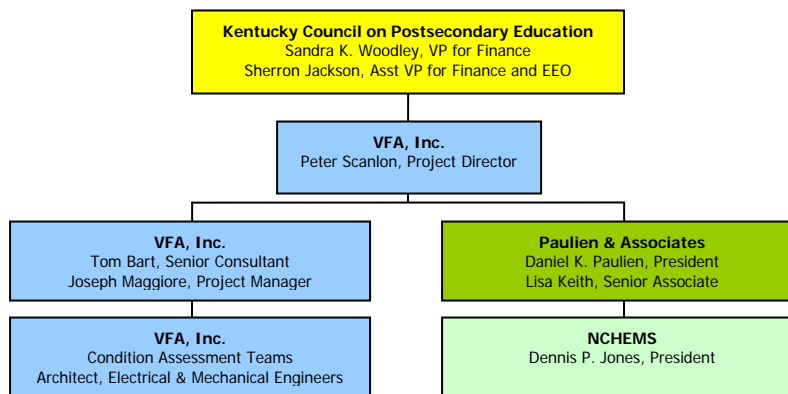 Kentucky Council on Postsecondary Education
Sandra K. Woodley, VP for Finance
Sherron Jackson, Asst VP for Finance and EEO
VFA, Inc.
Peter Scanlon, Project Director
VFA, Inc.
Tom Bart, Senior Consultant
Joseph Maggiore, Project Manager
Paulien & Associates
Daniel K. Paulien, President
Lisa Keith, Senior Associate
VFA, Inc.
Condition Assessment Teams
Architect, Electrical & Mechanical Engineers
NCHEMS
Dennis P. Jones, President